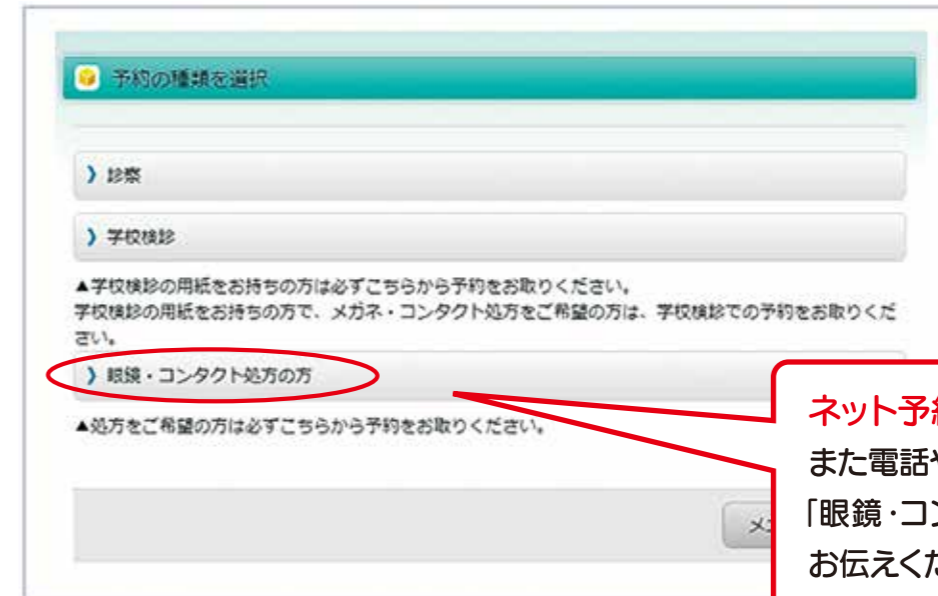 予約の種類を選択
診察
学校検診
▲学校検診の用紙をお持ちの方は必ずこちらから予約をお取りください。
学校検診の用紙をお持ちの方で、メガネ・コンタクト処方をご希望の方は、学校検診での予約をお取りくだ
さい。
眼鏡・コンタクト処方の方
▲処方をご希望の方は必ずこちらから予約をお取りください。
ネット予
また電話
「眼鏡・コン
お伝えくだ
メ